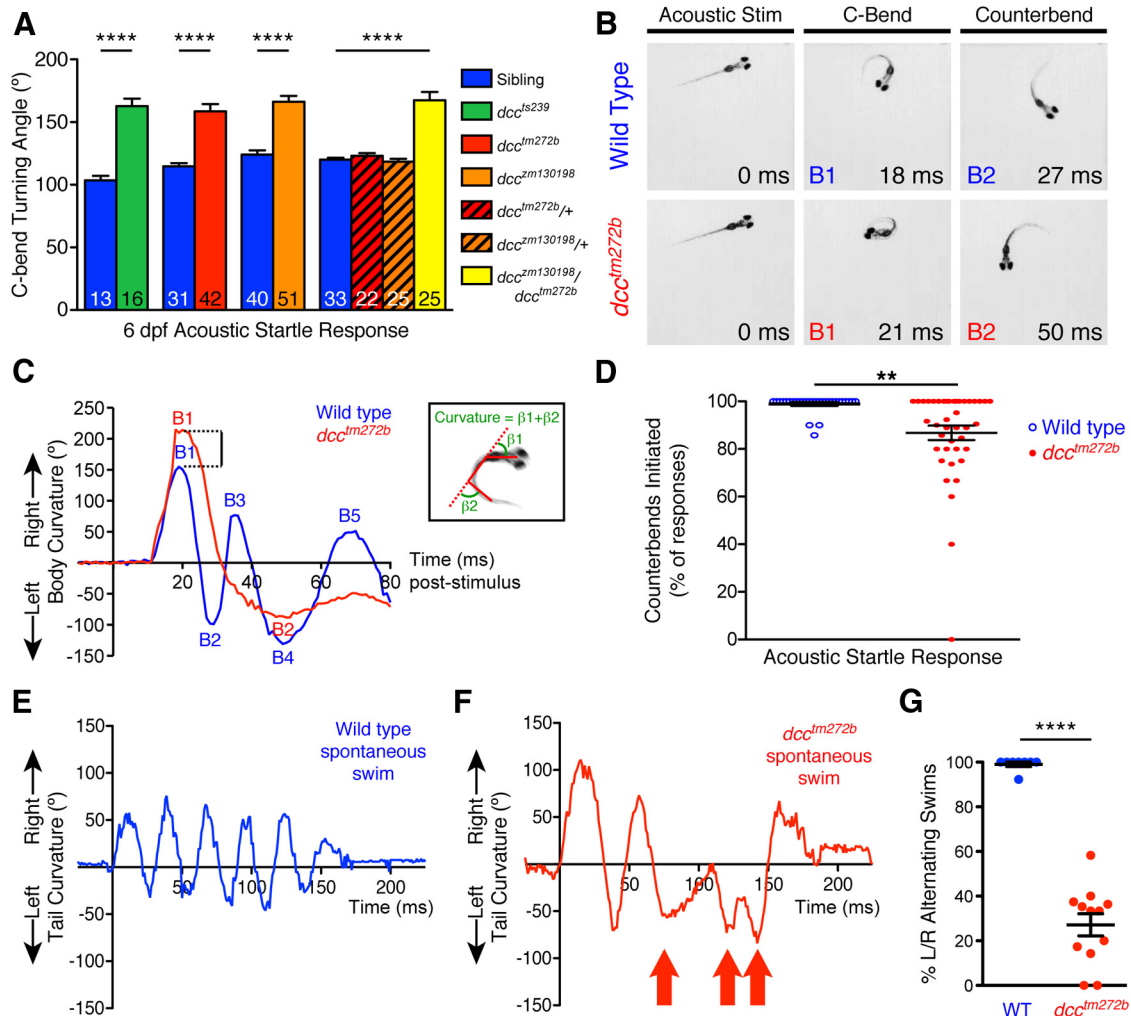 A
**** **** **** ****
C-bend Turning Angle (º)
200
150
100
50
0
13 16 31 42 40 51 33 22 25 25
6 dpf Acoustic Startle Response
Sibling
dcc^ts239
dcc^tm272b
dcc^zm130198
dcc^tm272b/+
dcc^zm130198/+
dcc^zm130198/
dcc^tm272b
B
Acoustic Stim C-Bend Counterbend
Wild Type
0 ms
B1 18 ms
B2 27 ms
dcc^tm272b
0 ms
B1 21 ms
B2 50 ms
C
Right
Left
Body Curvature (º)
250
200
150
100
50
-50
-100
-150
20 40 60 80
Wild type
dcc^tm272b
B1
B1
B3
B5
B2
B2
B4
Time (ms)
post-stimulus
Curvature = β1+β2
β1
β2
D
**
Counterbends Initiated
(% of responses)
100
80
60
40
20
0
Acoustic Startle Response
Wild type
dcc^tm272b
E
Right
Left
Tail Curvature (º)
150
100
50
-50
-100
-150
50 100 150 200
Wild type
spontaneous
swim
Time (ms)
F
Right
Left
Tail Curvature (º)
150
100
50
-50
-100
-150
50 100 150 200
dcc^tm272b
spontaneous
swim
Time (ms)
G
****
% L/R Alternating Swims
100
80
60
40
20
0
WT dcc^tm272b